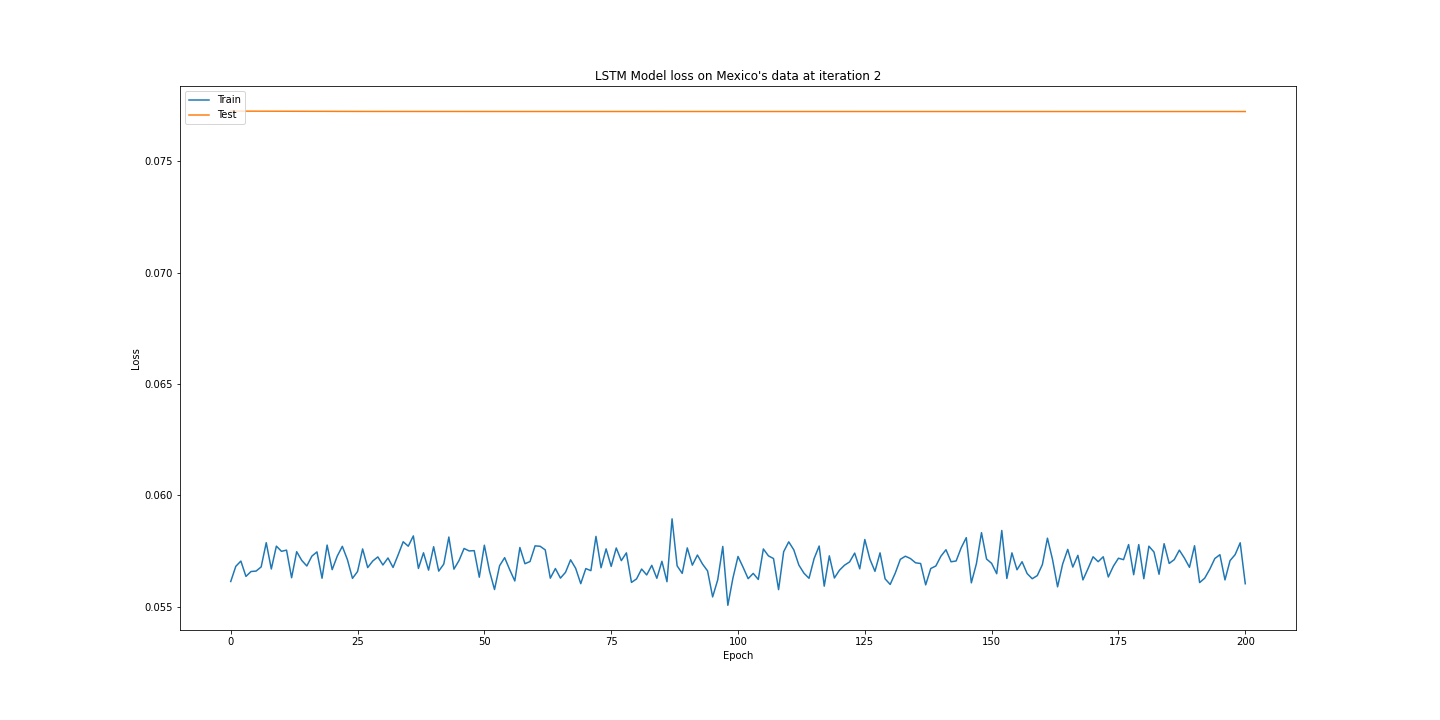 LSTM Model loss on Mexico's data at iteration 2
Train
Test
0.075
0.070
0.065
0.060
0.055
Loss
0 25 50 75 100 125 150 175 200
Epoch